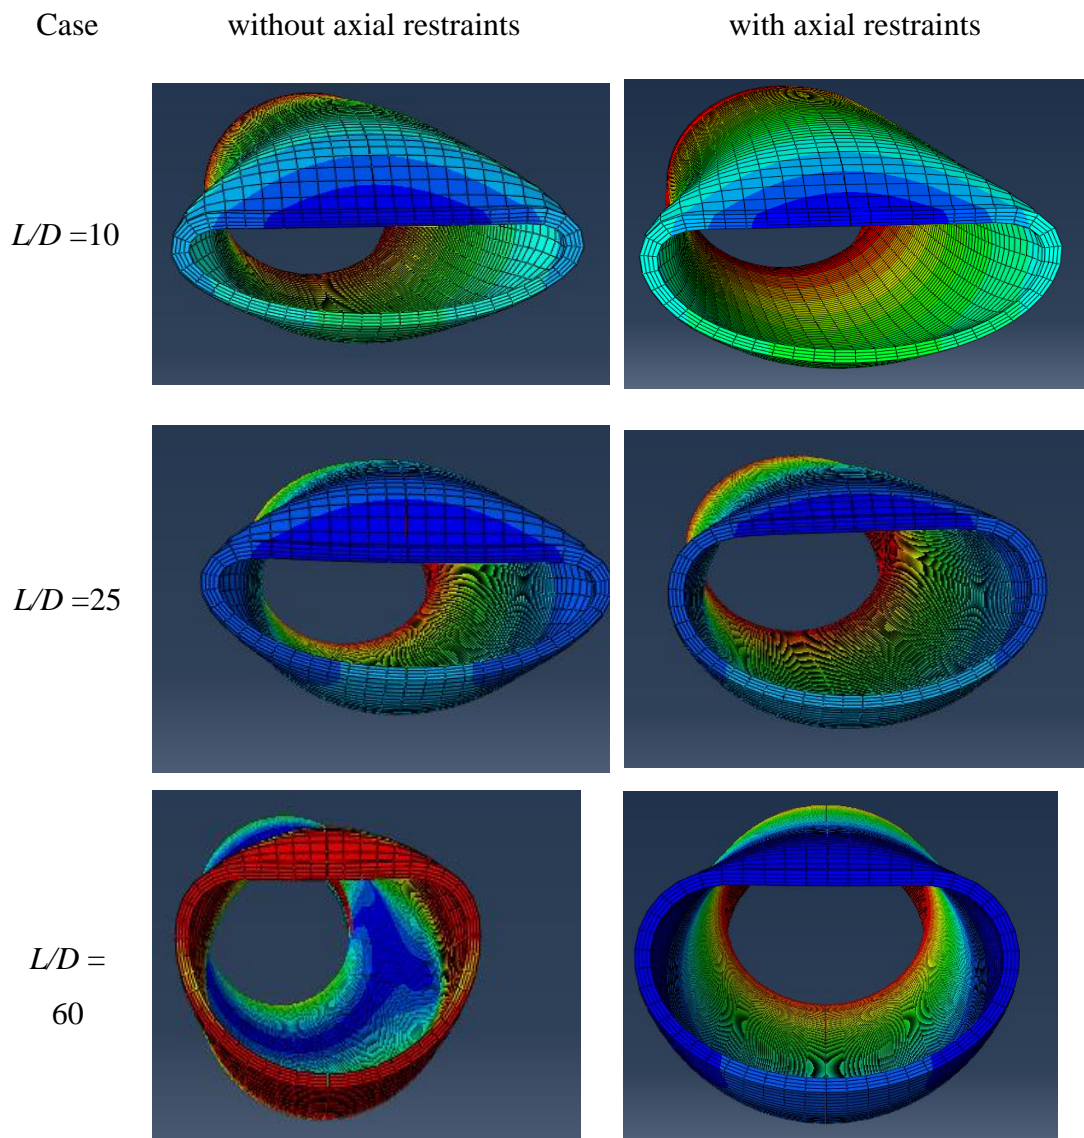 Case without axial restraints with axial restraints
L/D =10
L/D =25
L/D =
60